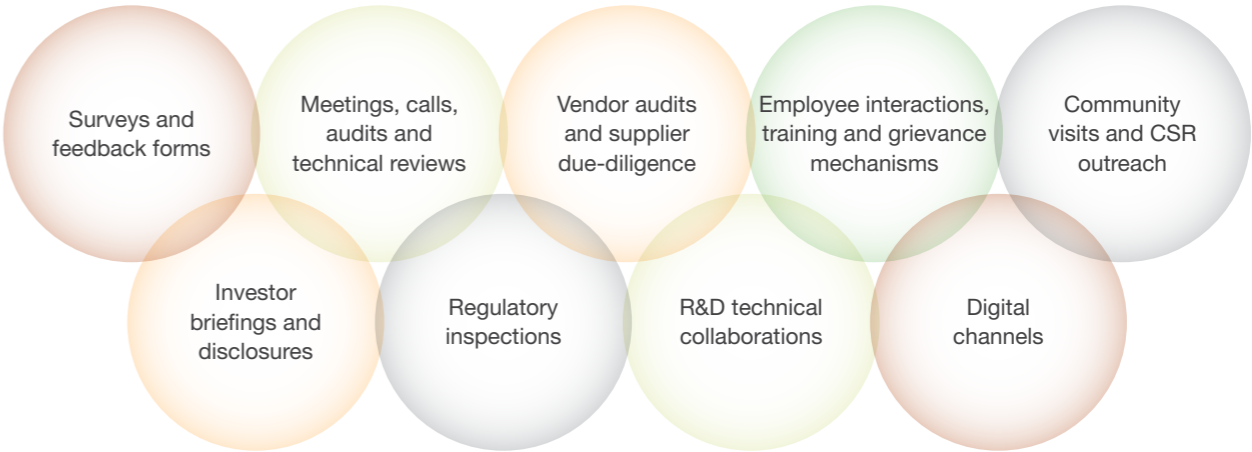 Surveys and
feedback forms
Meetings, calls,
audits and
technical reviews
Vendor audits
and supplier
due-diligence
Employee interactions,
training and grievance
mechanisms
Community
visits and CSR
outreach
Investor
briefings and
disclosures
Regulatory
inspections
R&D technical
collaborations
Digital
channels